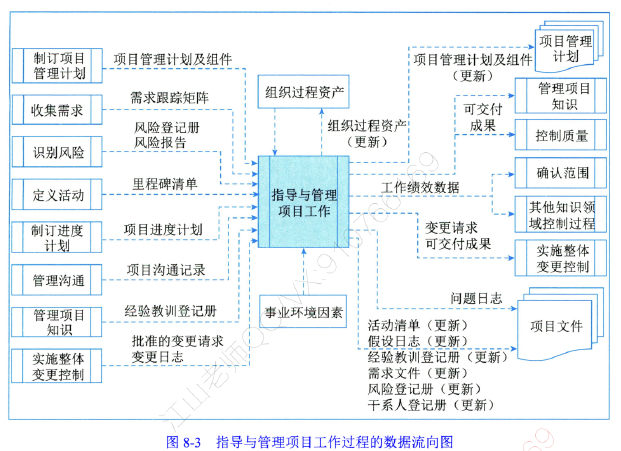 制订项目
管理计划
项目管理计划及组件
收集需求
需求跟踪矩阵
识别风险
风险登记册
风险报告
定义活动
里程碑清单
制订进度
计划
项目进度计划
管理沟通
项目沟通记录
管理项目
知识
经验教训登记册
实施整体
变更控制
批准的变更请求
变更日志
组织过程资产
组织过程资产
（更新）
指导与管理
项目工作
事业环境因素
项目管理计划及组件
（更新）
项目管理
计划
可交付
成果
管理项目
知识
控制质量
工作绩效数据
确认范围
其他知识领
域控制过程
变更请求
可交付成果
实施整体
变更控制
问题日志
项目文件
活动清单（更新）
假设日志（更新）
经验教训登记册（更新）
需求文件（更新）
风险登记册（更新）
干系人登记册（更新）
图 8-3 指导与管理项目工作过程的数据流向图